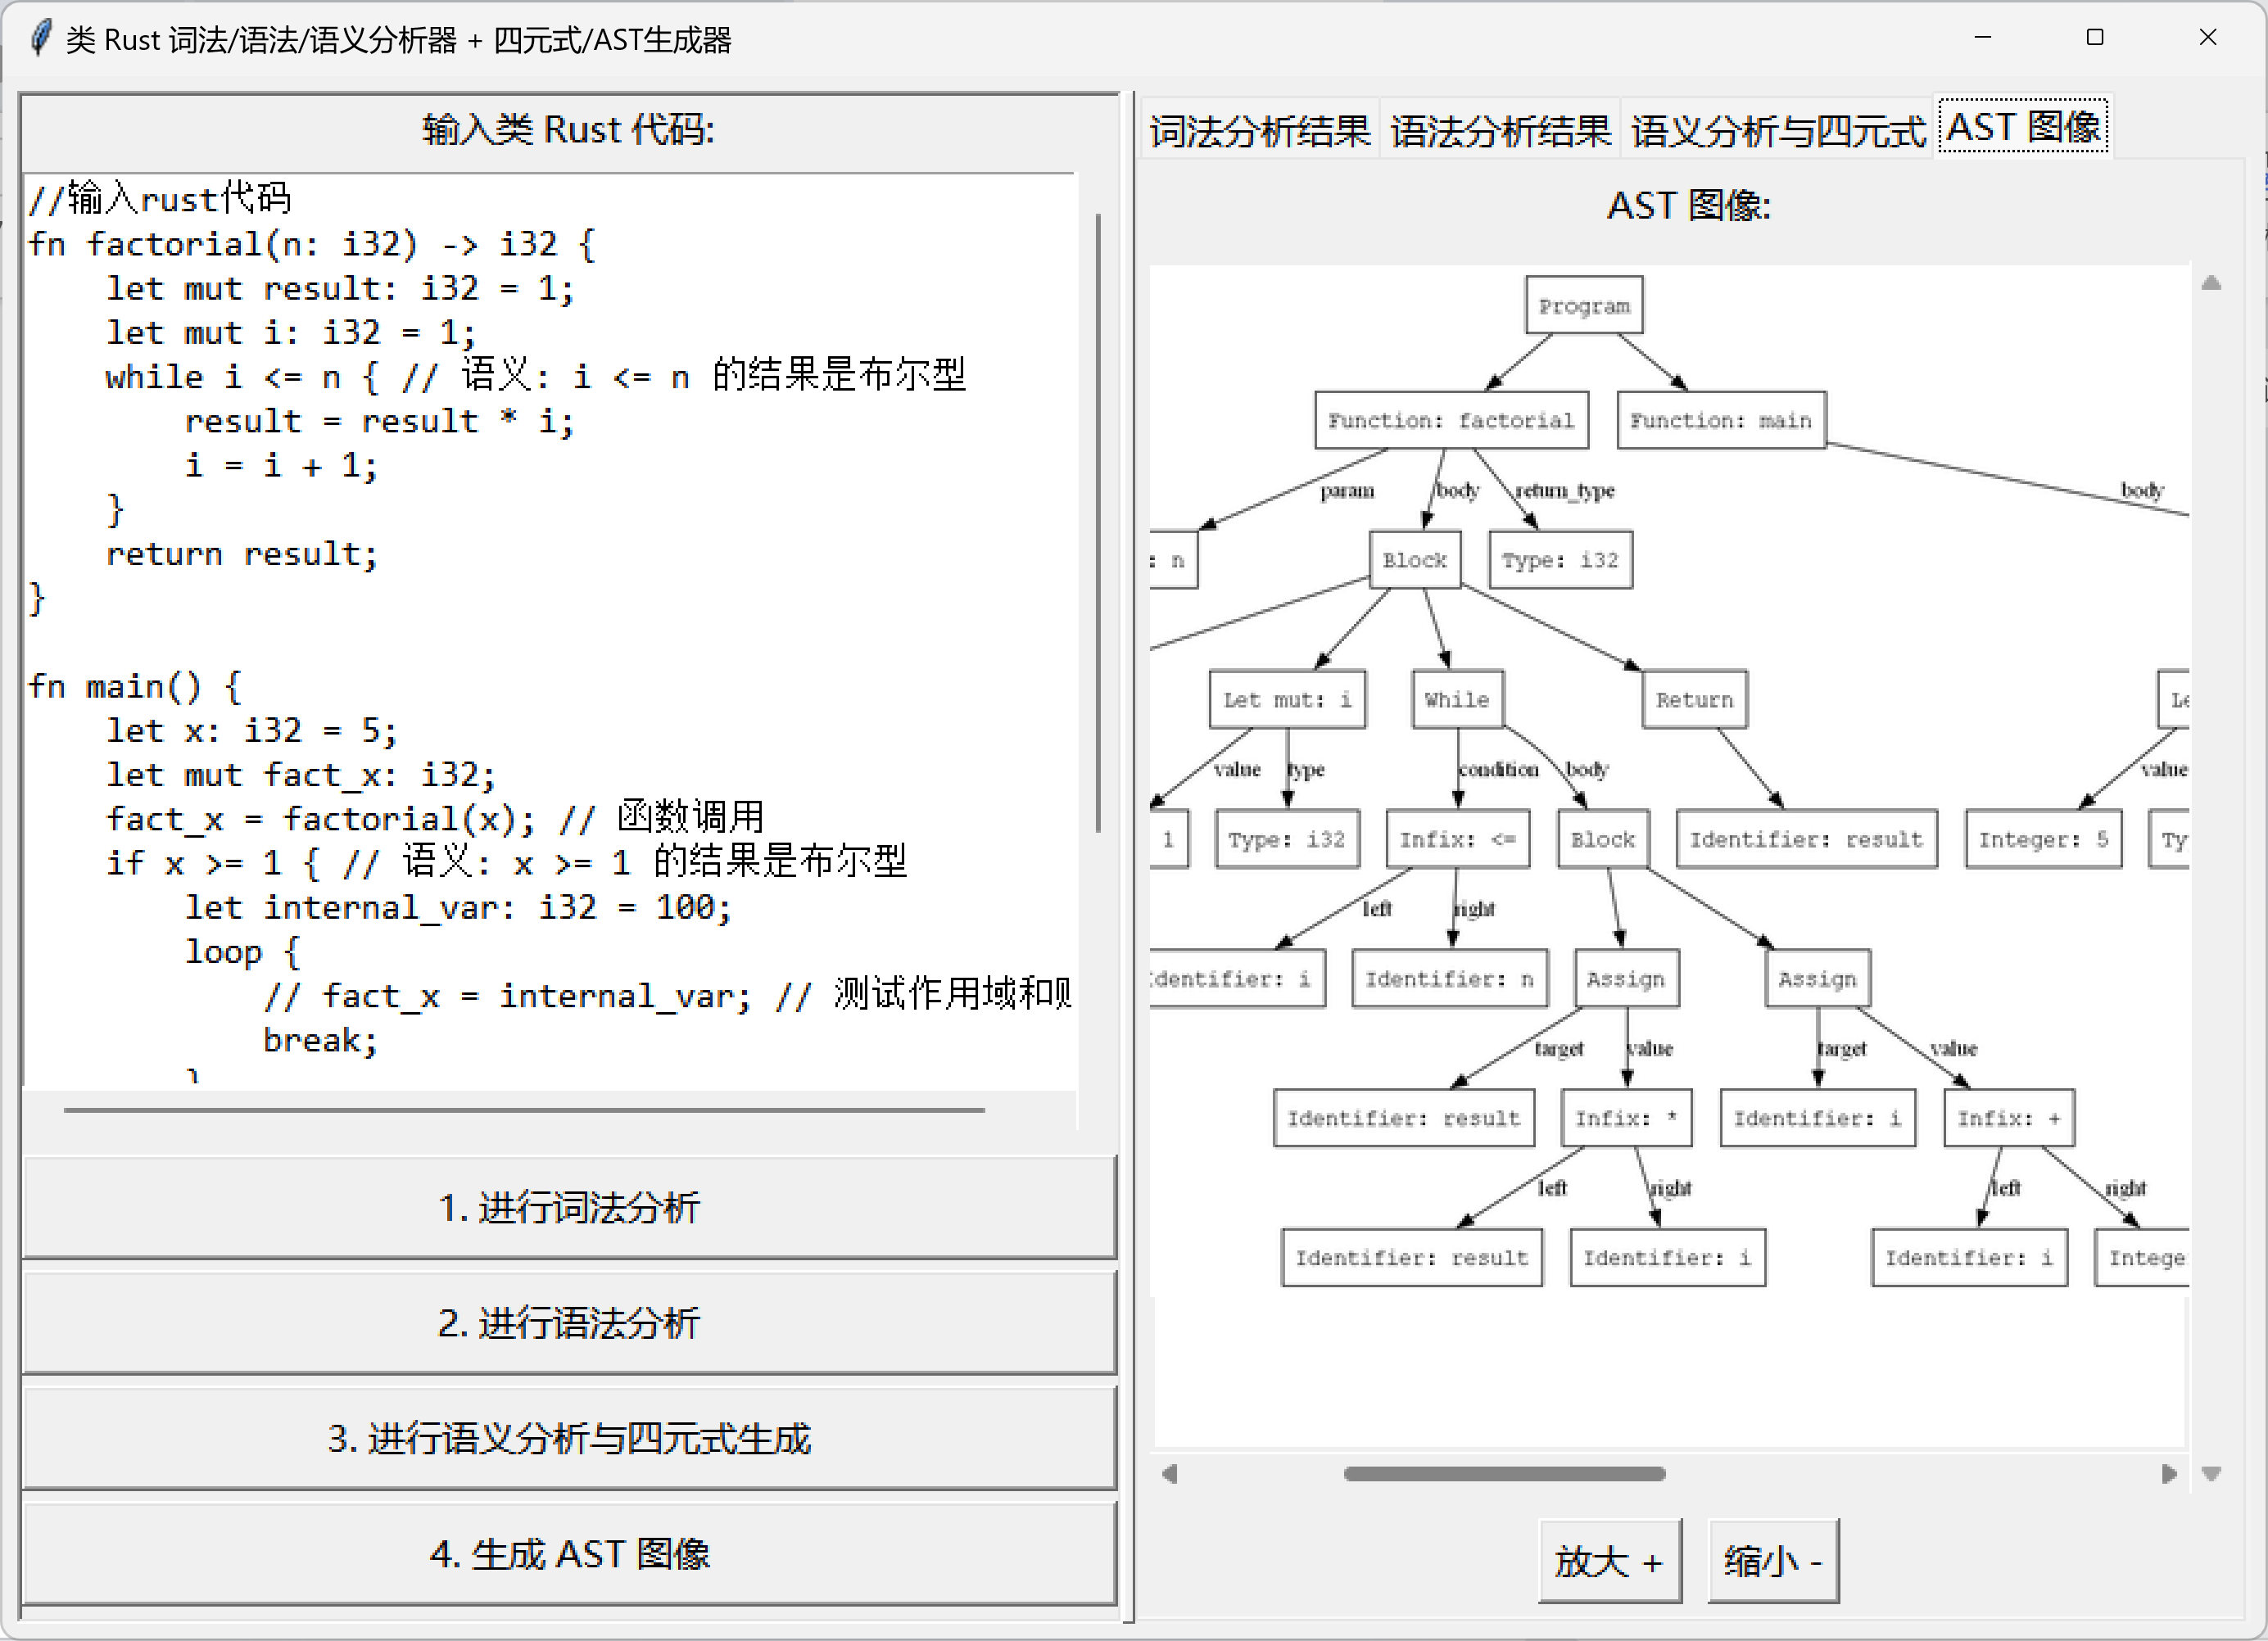 类 Rust 词法/语法/语义分析器 + 四元式/AST生成器
输入类 Rust 代码:
//输入rust代码
fn factorial(n: i32) -> i32 {
    let mut result: i32 = 1;
    let mut i: i32 = 1;
    while i <= n { // 语义: i <= n 的结果是布尔型
        result = result * i;
        i = i + 1;
    }
    return result;
}
fn main() {
    let x: i32 = 5;
    let mut fact_x: i32;
    fact_x = factorial(x); // 函数调用
    if x >= 1 { // 语义: x >= 1 的结果是布尔型
        let internal_var: i32 = 100;
        loop {
            // fact_x = internal_var; // 测试作用域和
            break;
        }
1. 进行词法分析
2. 进行语法分析
3. 进行语义分析与四元式生成
4. 生成 AST 图像
词法分析结果 语法分析结果 语义分析与四元式 AST 图像
AST 图像:
Program
Function: factorial Function: main
param body return_type body
: n Block Type: i32
Let mut: i While Return
value type condition body value
1 Type: i32 Infix: <= Block Identifier: result Integer: 5 Ty
left right
dentifier: i Identifier: n Assign Assign
target value target value
Identifier: result Infix: * Identifier: i Infix: +
left right left right
Identifier: result Identifier: i Identifier: i Intege
放大 + 缩小 -